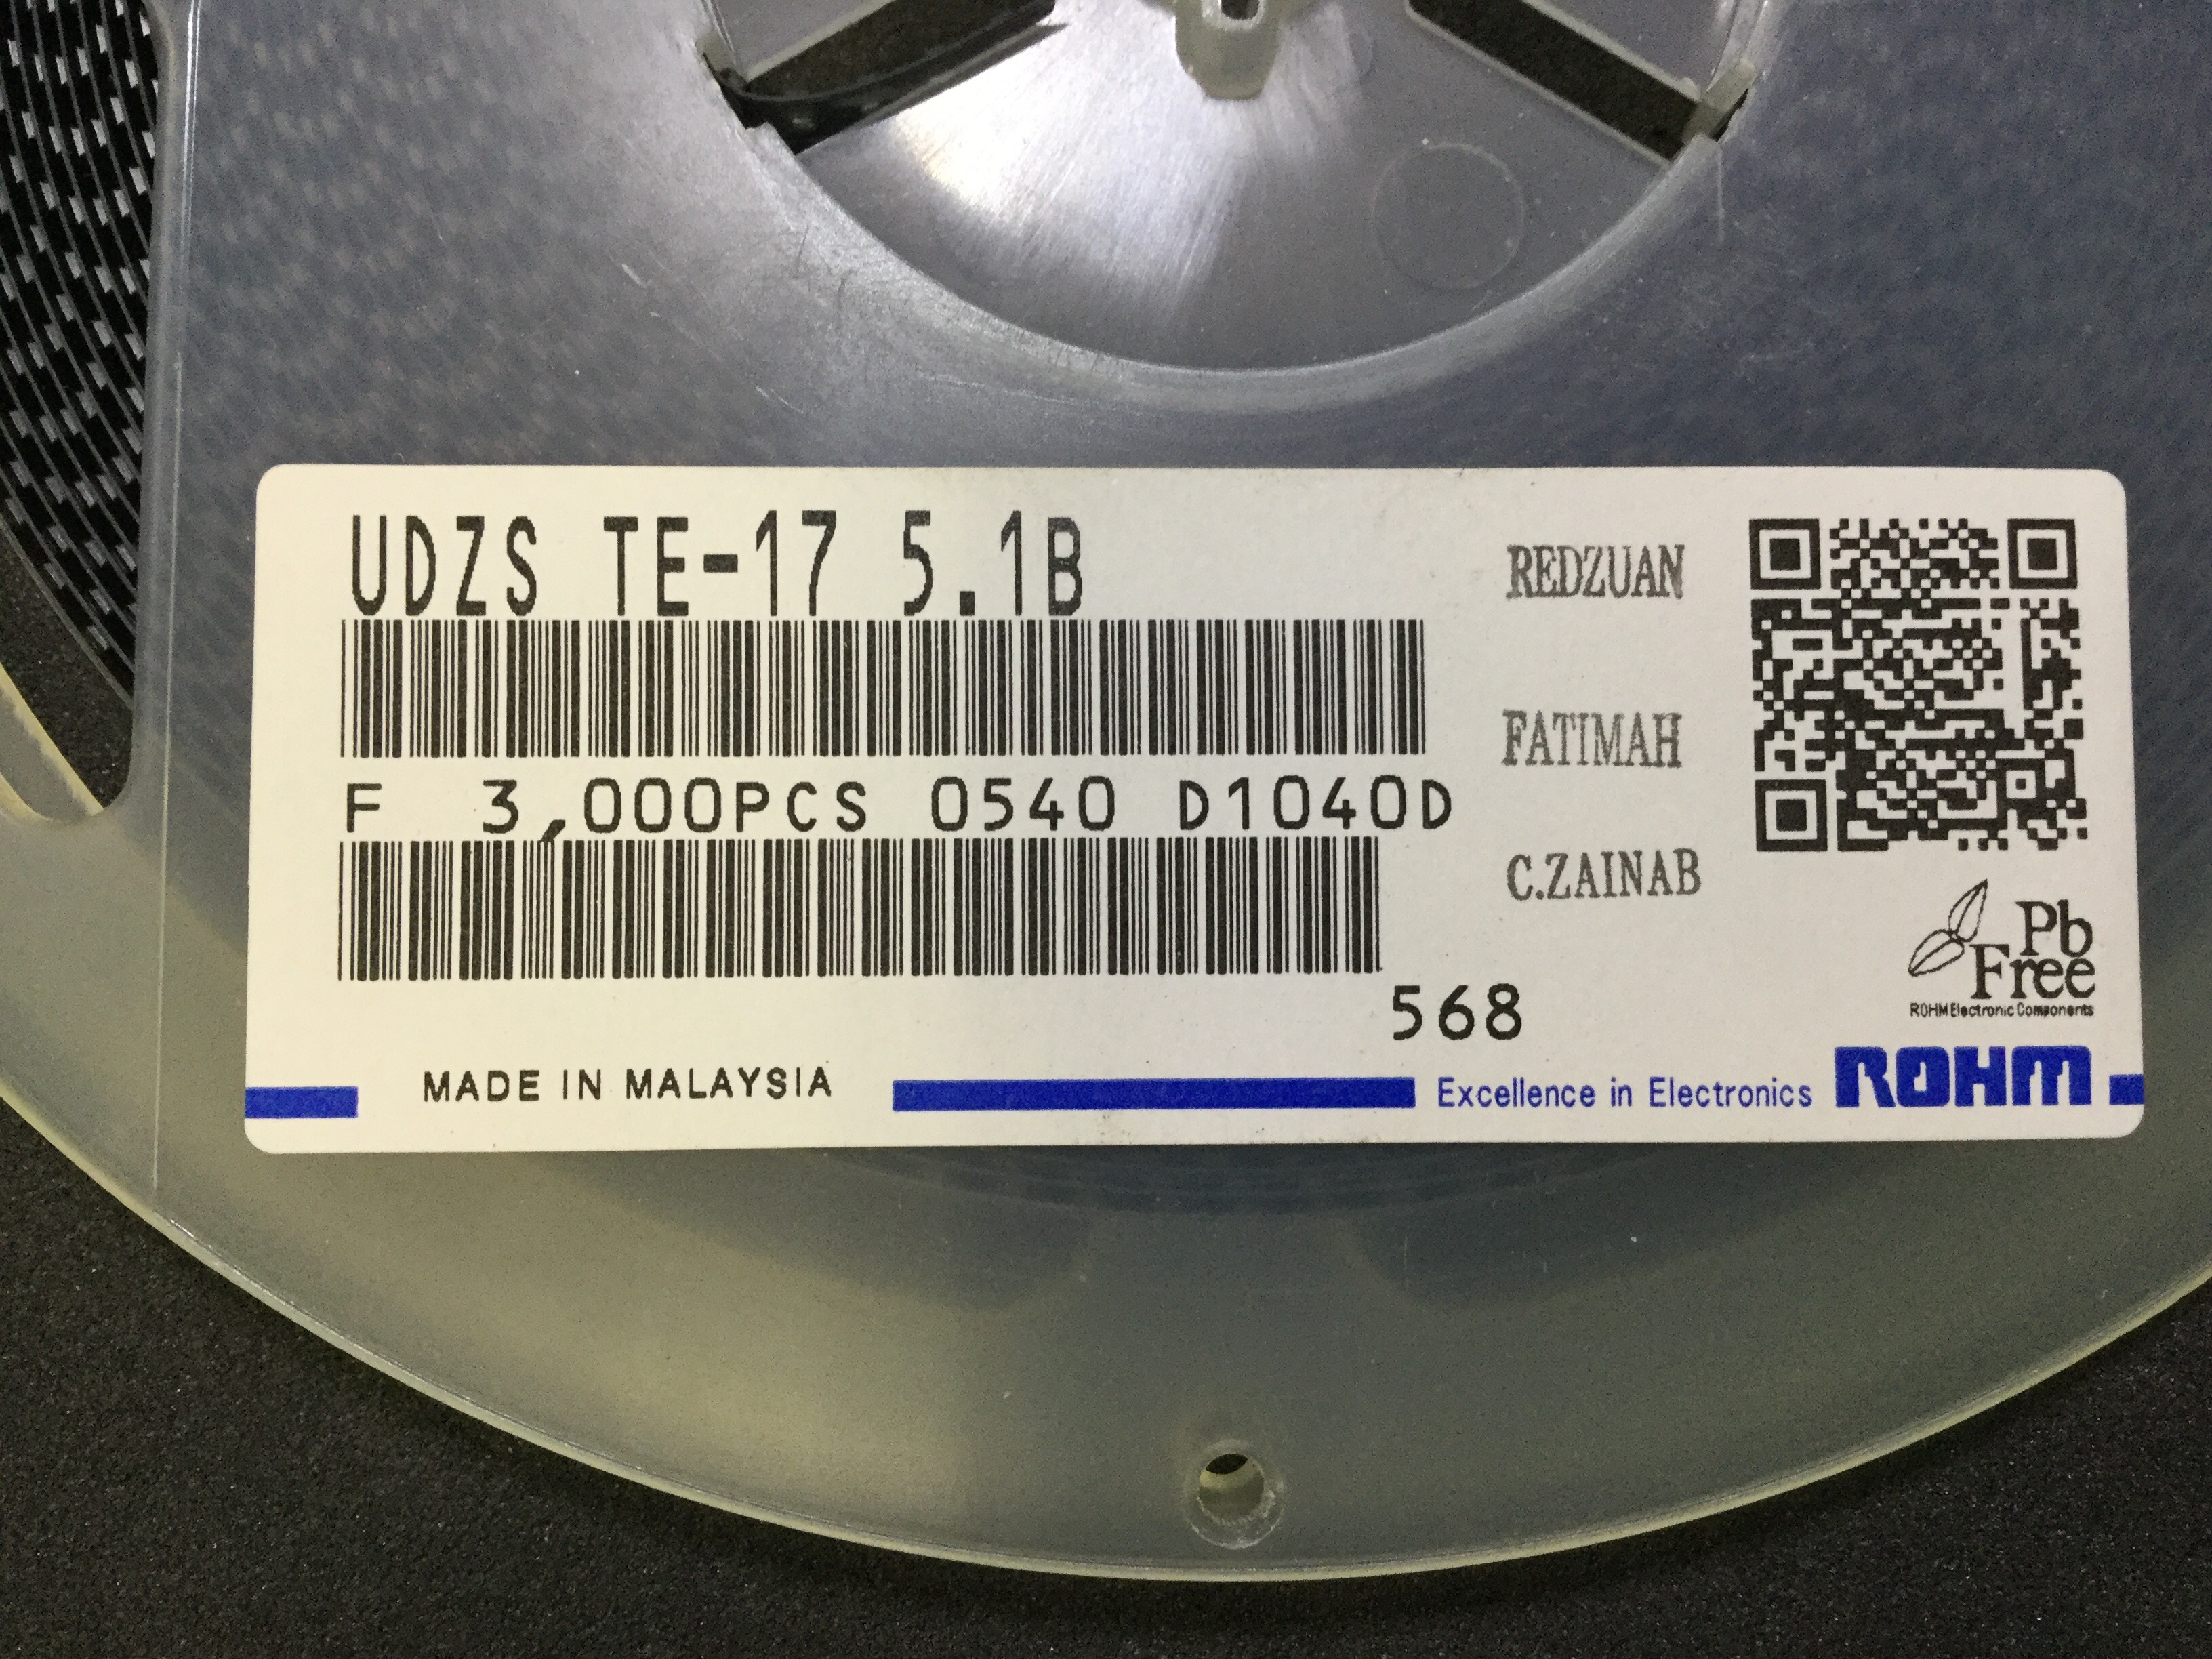 UDZS TE-17 5.1B
REDZUAN
F 3,000PCS 0540 D1040D
FATIMAH
C.ZAINAB
Pb
Free
ROHM Electronic Components
568
MADE IN MALAYSIA
Excellence in Electronics ROHM